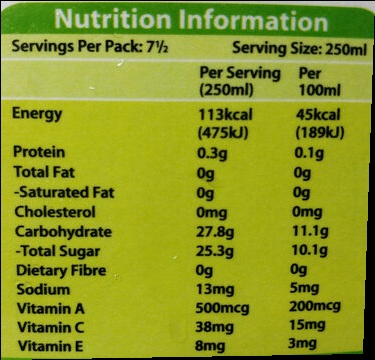 Nutrition Information
Servings Per Pack: 7½ Serving Size: 250ml
Per Serving Per
(250ml) 100ml
Energy 113kcal 45kcal
(475kJ) (189kJ)
Protein 0.3g 0.1g
Total Fat 0g 0g
-Saturated Fat 0g 0g
Cholesterol 0mg 0mg
Carbohydrate 27.8g 11.1g
-Total Sugar 25.3g 10.1g
Dietary Fibre 0g 0g
Sodium 13mg 5mg
Vitamin A 500mcg 200mcg
Vitamin C 38mg 15mg
Vitamin E 8mg 3mg